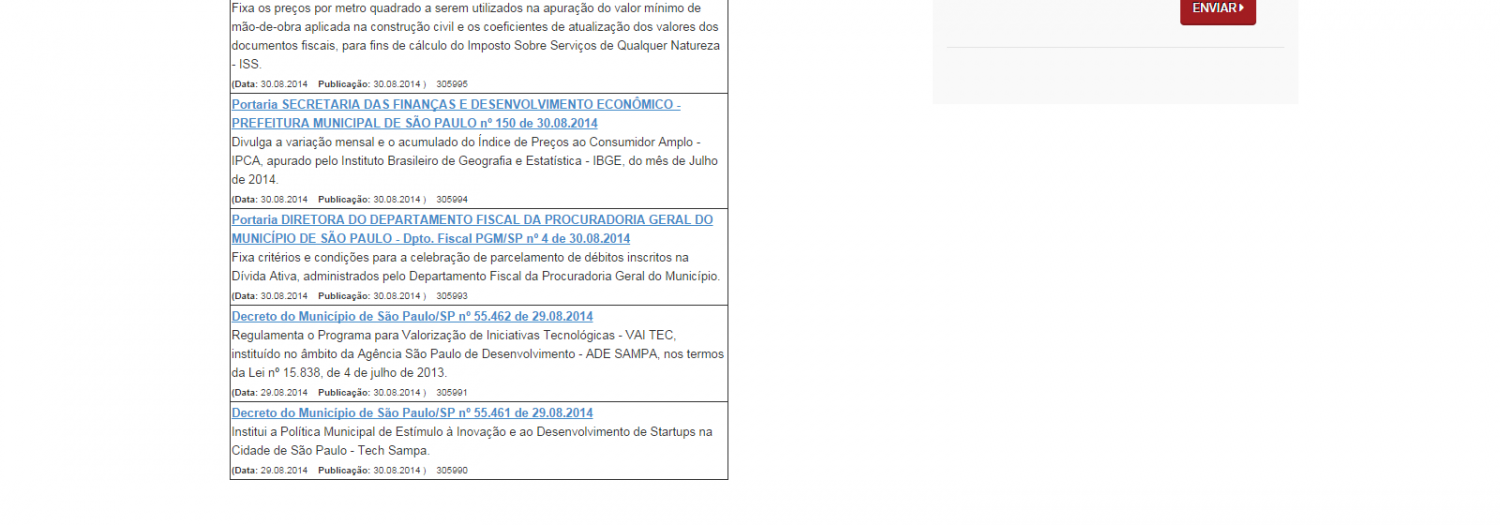 Fixa os preços por metro quadrado a serem utilizados na apuração do valor mínimo de
mão-de-obra aplicada na construção civil e os coeficientes de atualização dos valores dos
documentos fiscais, para fins de cálculo do Imposto Sobre Serviços de Qualquer Natureza
- ISS.
(Data: 30.08.2014 Publicação: 30.08.2014 ) 305995
Portaria SECRETARIA DAS FINANÇAS E DESENVOLVIMENTO ECONÔMICO -
PREFEITURA MUNICIPAL DE SÃO PAULO nº 150 de 30.08.2014
Divulga a variação mensal e o acumulado do Índice de Preços ao Consumidor Amplo -
IPCA, apurado pelo Instituto Brasileiro de Geografia e Estatística - IBGE, do mês de Julho
de 2014.
(Data: 30.08.2014 Publicação: 30.08.2014 ) 305994
Portaria DIRETORA DO DEPARTAMENTO FISCAL DA PROCURADORIA GERAL DO
MUNICÍPIO DE SÃO PAULO - Dpto. Fiscal PGM/SP nº 4 de 30.08.2014
Fixa critérios e condições para a celebração de parcelamento de débitos inscritos na
Dívida Ativa, administrados pelo Departamento Fiscal da Procuradoria Geral do Município.
(Data: 30.08.2014 Publicação: 30.08.2014 ) 305993
Decreto do Município de São Paulo/SP nº 55.462 de 29.08.2014
Regulamenta o Programa para Valorização de Iniciativas Tecnológicas - VAI TEC,
instituído no âmbito da Agência São Paulo de Desenvolvimento - ADE SAMPA, nos termos
da Lei nº 15.838, de 4 de julho de 2013.
(Data: 29.08.2014 Publicação: 30.08.2014 ) 305991
Decreto do Município de São Paulo/SP nº 55.461 de 29.08.2014
Institui a Política Municipal de Estímulo à Inovação e ao Desenvolvimento de Startups na
Cidade de São Paulo - Tech Sampa.
(Data: 29.08.2014 Publicação: 30.08.2014 ) 305990
ENVIAR